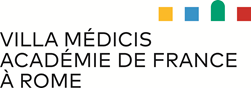 VILLA MÉDICIS
ACADÉMIE DE FRANCE
À ROME